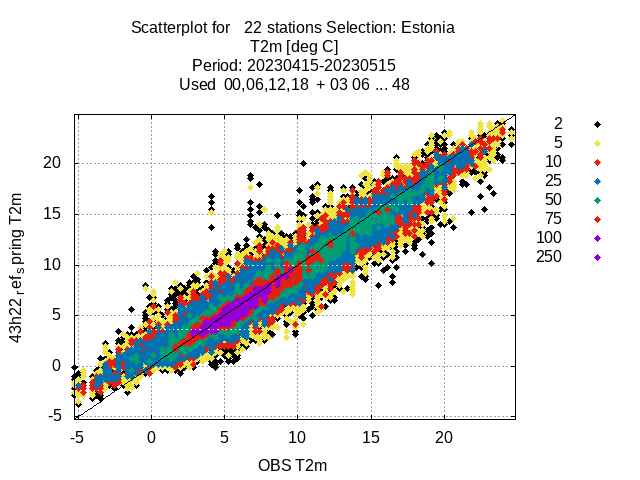 Scatterplot for 22 stations Selection: Estonia
T2m [deg C]
Period: 20230415-20230515
Used 00,06,12,18 + 03 06 ... 48
2
5
10
25
50
75
100
250
43h22_ref_spring T2m
20
15
10
5
0
-5
-5 0 5 10 15 20
OBS T2m